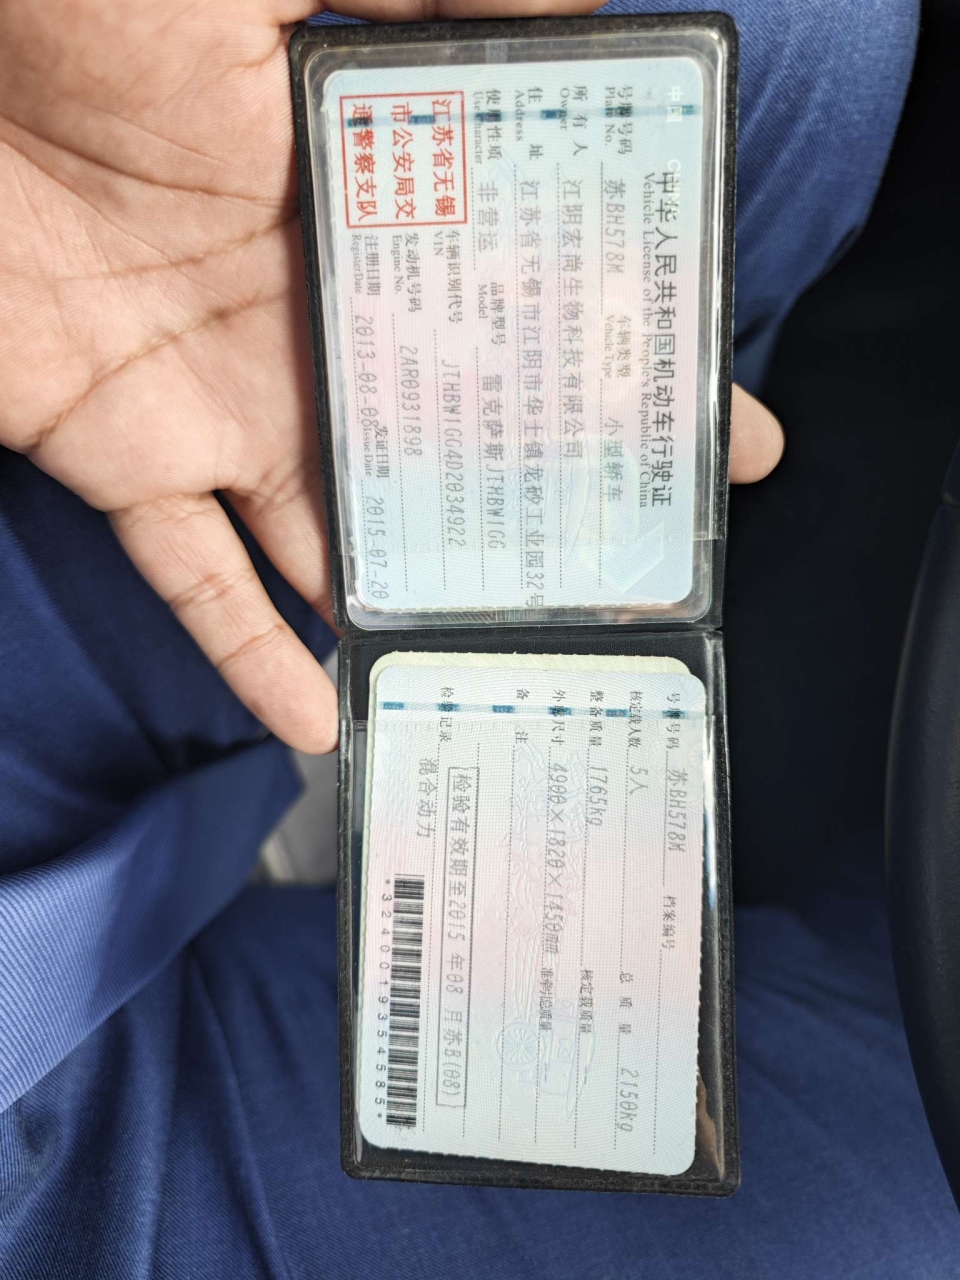 中华人民共和国机动车行驶证
Vehicle License of the People's Republic of China
号牌号码 苏BH578M 车辆类型 小型轿车
Plate No. Vehicle Type
所有人 江阴宏尚生物科技有限公司
Owner
住址 江苏省无锡市江阴市华士镇龙砂工业园32号
Address
使用性质 非营运 品牌型号 雷克萨斯JTHBW1GG
Use Character Model
江苏省无锡
市公安局交
通警察支队
车辆识别代号 JTHBW1GG4D2034922
VIN
发动机号码 2AR0931898
Engine No.
注册日期 2013-08-08 发证日期 2015-07-20
Register Date Issue Date
号牌号码 苏BH578M 档案编号
核定载人数 5人 总质量 2150kg
整备质量 1765kg 核定载质量
外廓尺寸 4900×1820×1450mm 准牵引总质量
备注
检验有效期至2015年08月苏B(08)
检验记录 混合动力
*3240019354585*